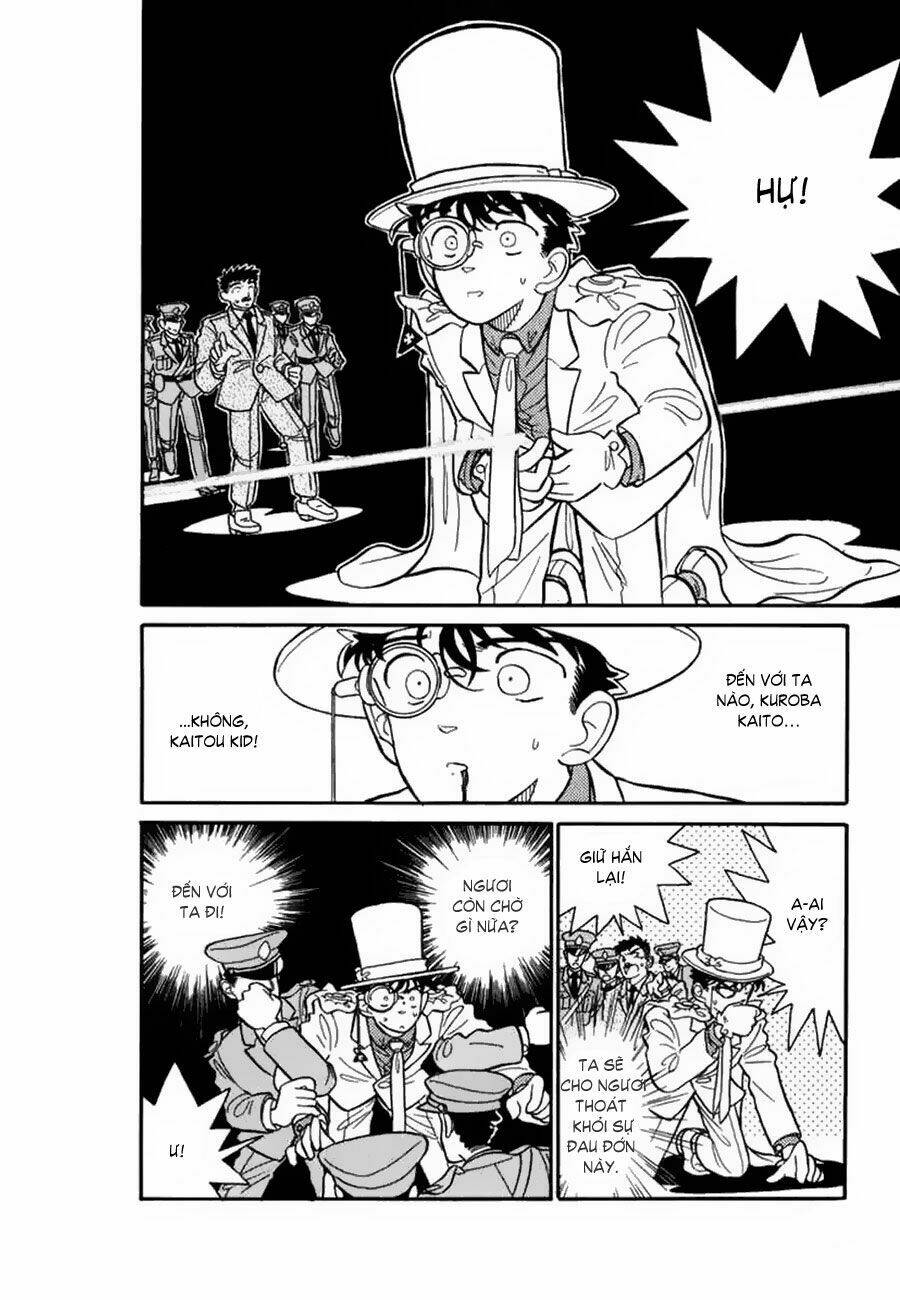 HỰ!
ĐẾN VỚI TA
NÀO, KUROBA
KAITO...
...KHÔNG,
KAITOU KID!
A-AI
VẬY?
GIỮ HẮN
LẠI!
TA SẼ
CHO NGƯƠI
THOÁT
KHỎI SỰ
ĐAU ĐỚN
NÀY.
NGƯƠI
CÒN CHỜ
GÌ NỮA?
ĐẾN VỚI
TA ĐI!
Ư!